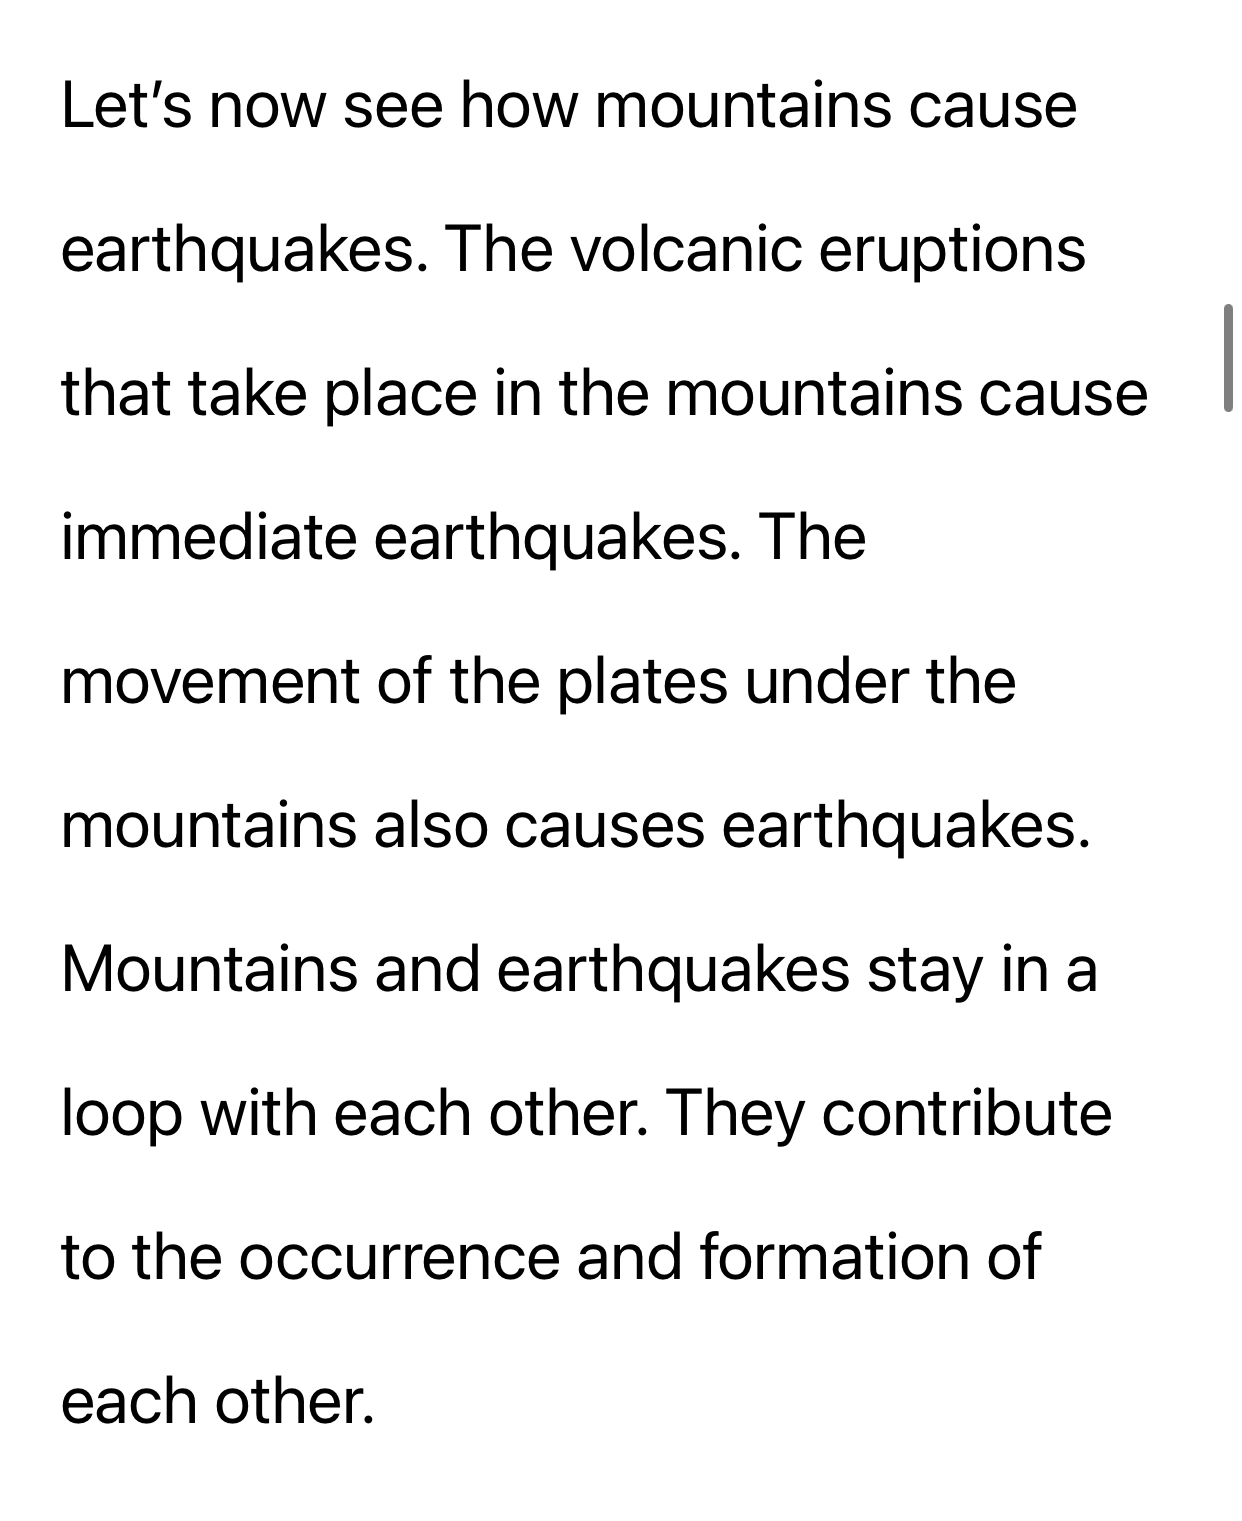 Let’s now see how mountains cause
earthquakes. The volcanic eruptions
that take place in the mountains cause
immediate earthquakes. The
movement of the plates under the
mountains also causes earthquakes.
Mountains and earthquakes stay in a
loop with each other. They contribute
to the occurrence and formation of
each other.